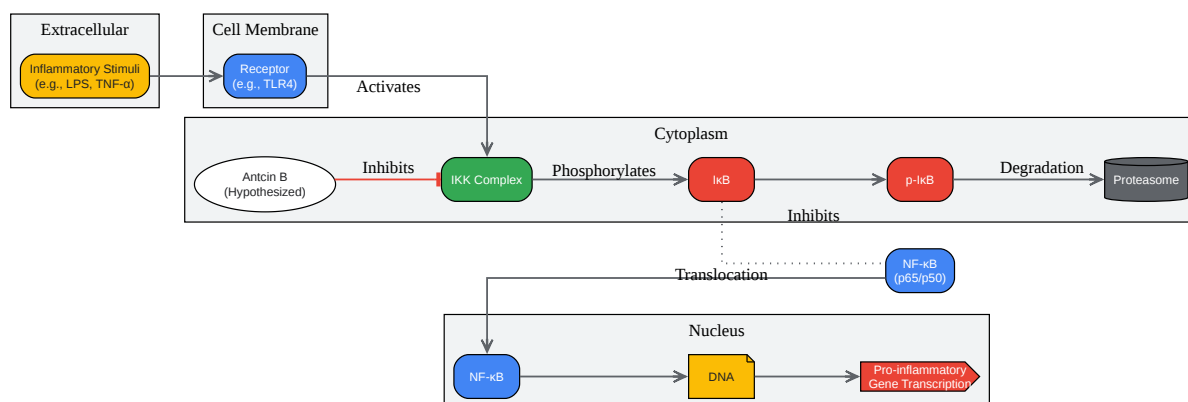 Extracellular
Cell Membrane
Inflammatory Stimuli
(e.g., LPS, TNF-α)
Receptor
(e.g., TLR4)
Activates
Cytoplasm
Antcin B
(Hypothesized)
Inhibits
IKK Complex
Phosphorylates
IκB
p-IκB
Degradation
Proteasome
Inhibits
NF-κB
(p65/p50)
Translocation
Nucleus
NF-κB
DNA
Pro-inflammatory
Gene Transcription